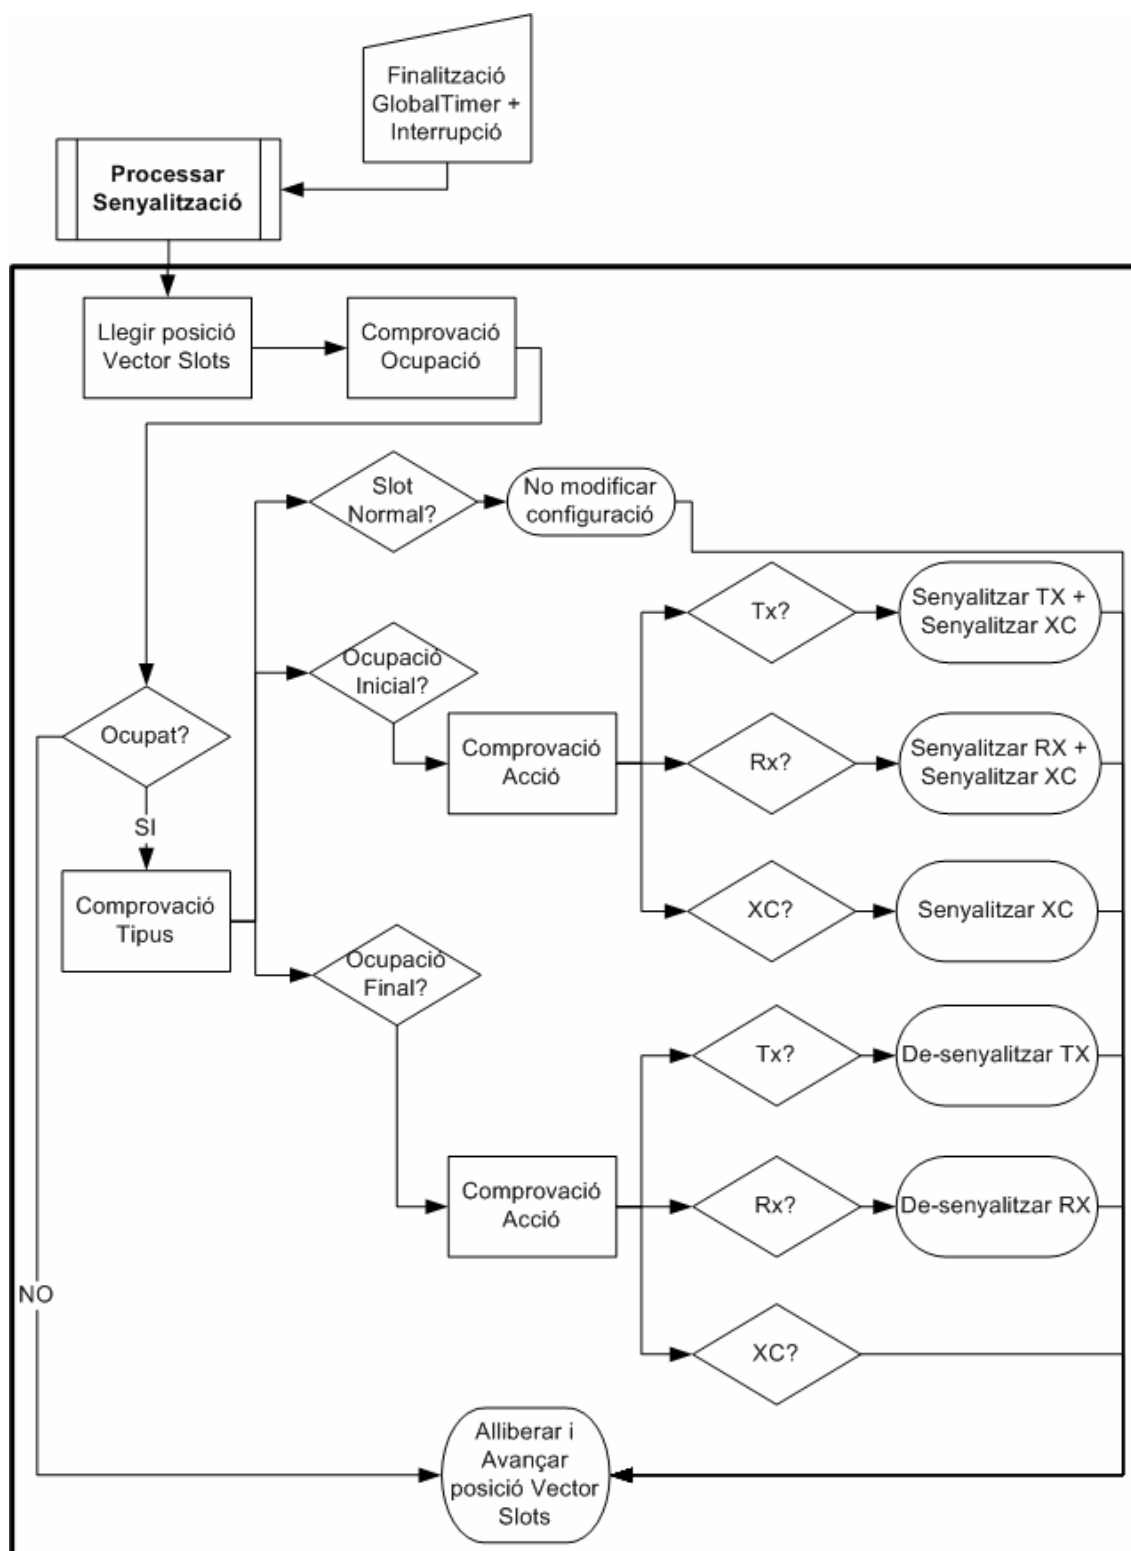 Finalització
GlobalTimer +
Interrupció
Processar
Senyalització
Llegir posició
Vector Slots
Comprovació
Ocupació
Slot
Normal?
No modificar
configuració
Tx?
Senyalitzar TX +
Senyalitzar XC
Ocupació
Inicial?
Ocupat?
Comprovació
Acció
Rx?
Senyalitzar RX +
Senyalitzar XC
SI
Comprovació
Tipus
XC?
Senyalitzar XC
Ocupació
Final?
Tx?
De-senyalitzar TX
Comprovació
Acció
Rx?
De-senyalitzar RX
NO
XC?
Alliberar i
Avançar
posició Vector
Slots